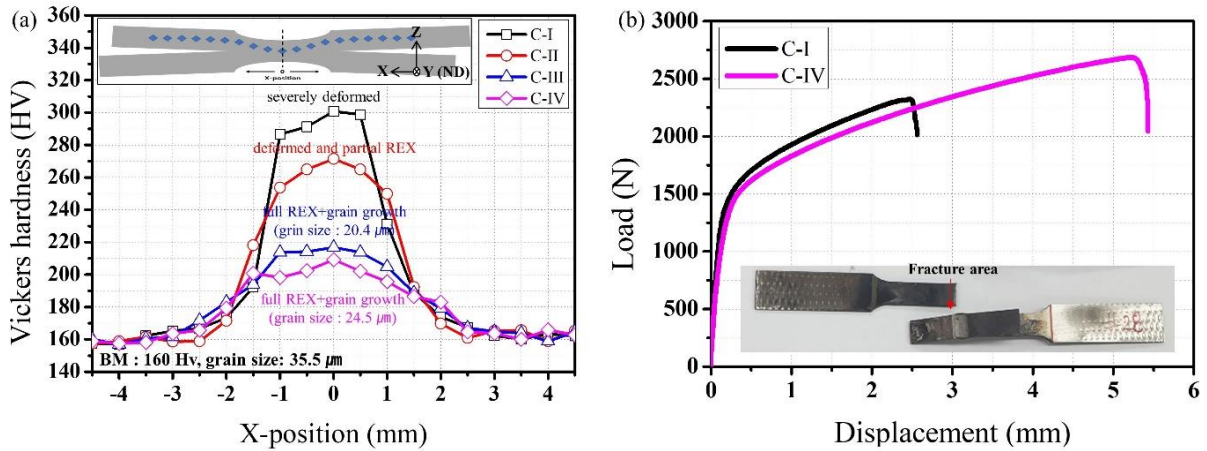 (a)
360
340
320
300
280
260
240
220
200
180
160
140
Vickers hardness (HV)
Z
X
Y (ND)
0
X-position
C-I
C-II
C-III
C-IV
severely deformed
deformed and partial REX
full REX+grain growth
(grin size : 20.4 ㎛)
full REX+grain growth
(grain size : 24.5 ㎛)
BM : 160 Hv, grain size: 35.5 ㎛
-4 -3 -2 -1 0 1 2 3 4
X-position (mm)
(b)
3000
2500
2000
1500
1000
500
0
Load (N)
C-I
C-IV
Fracture area
0 1 2 3 4 5 6
Displacement (mm)